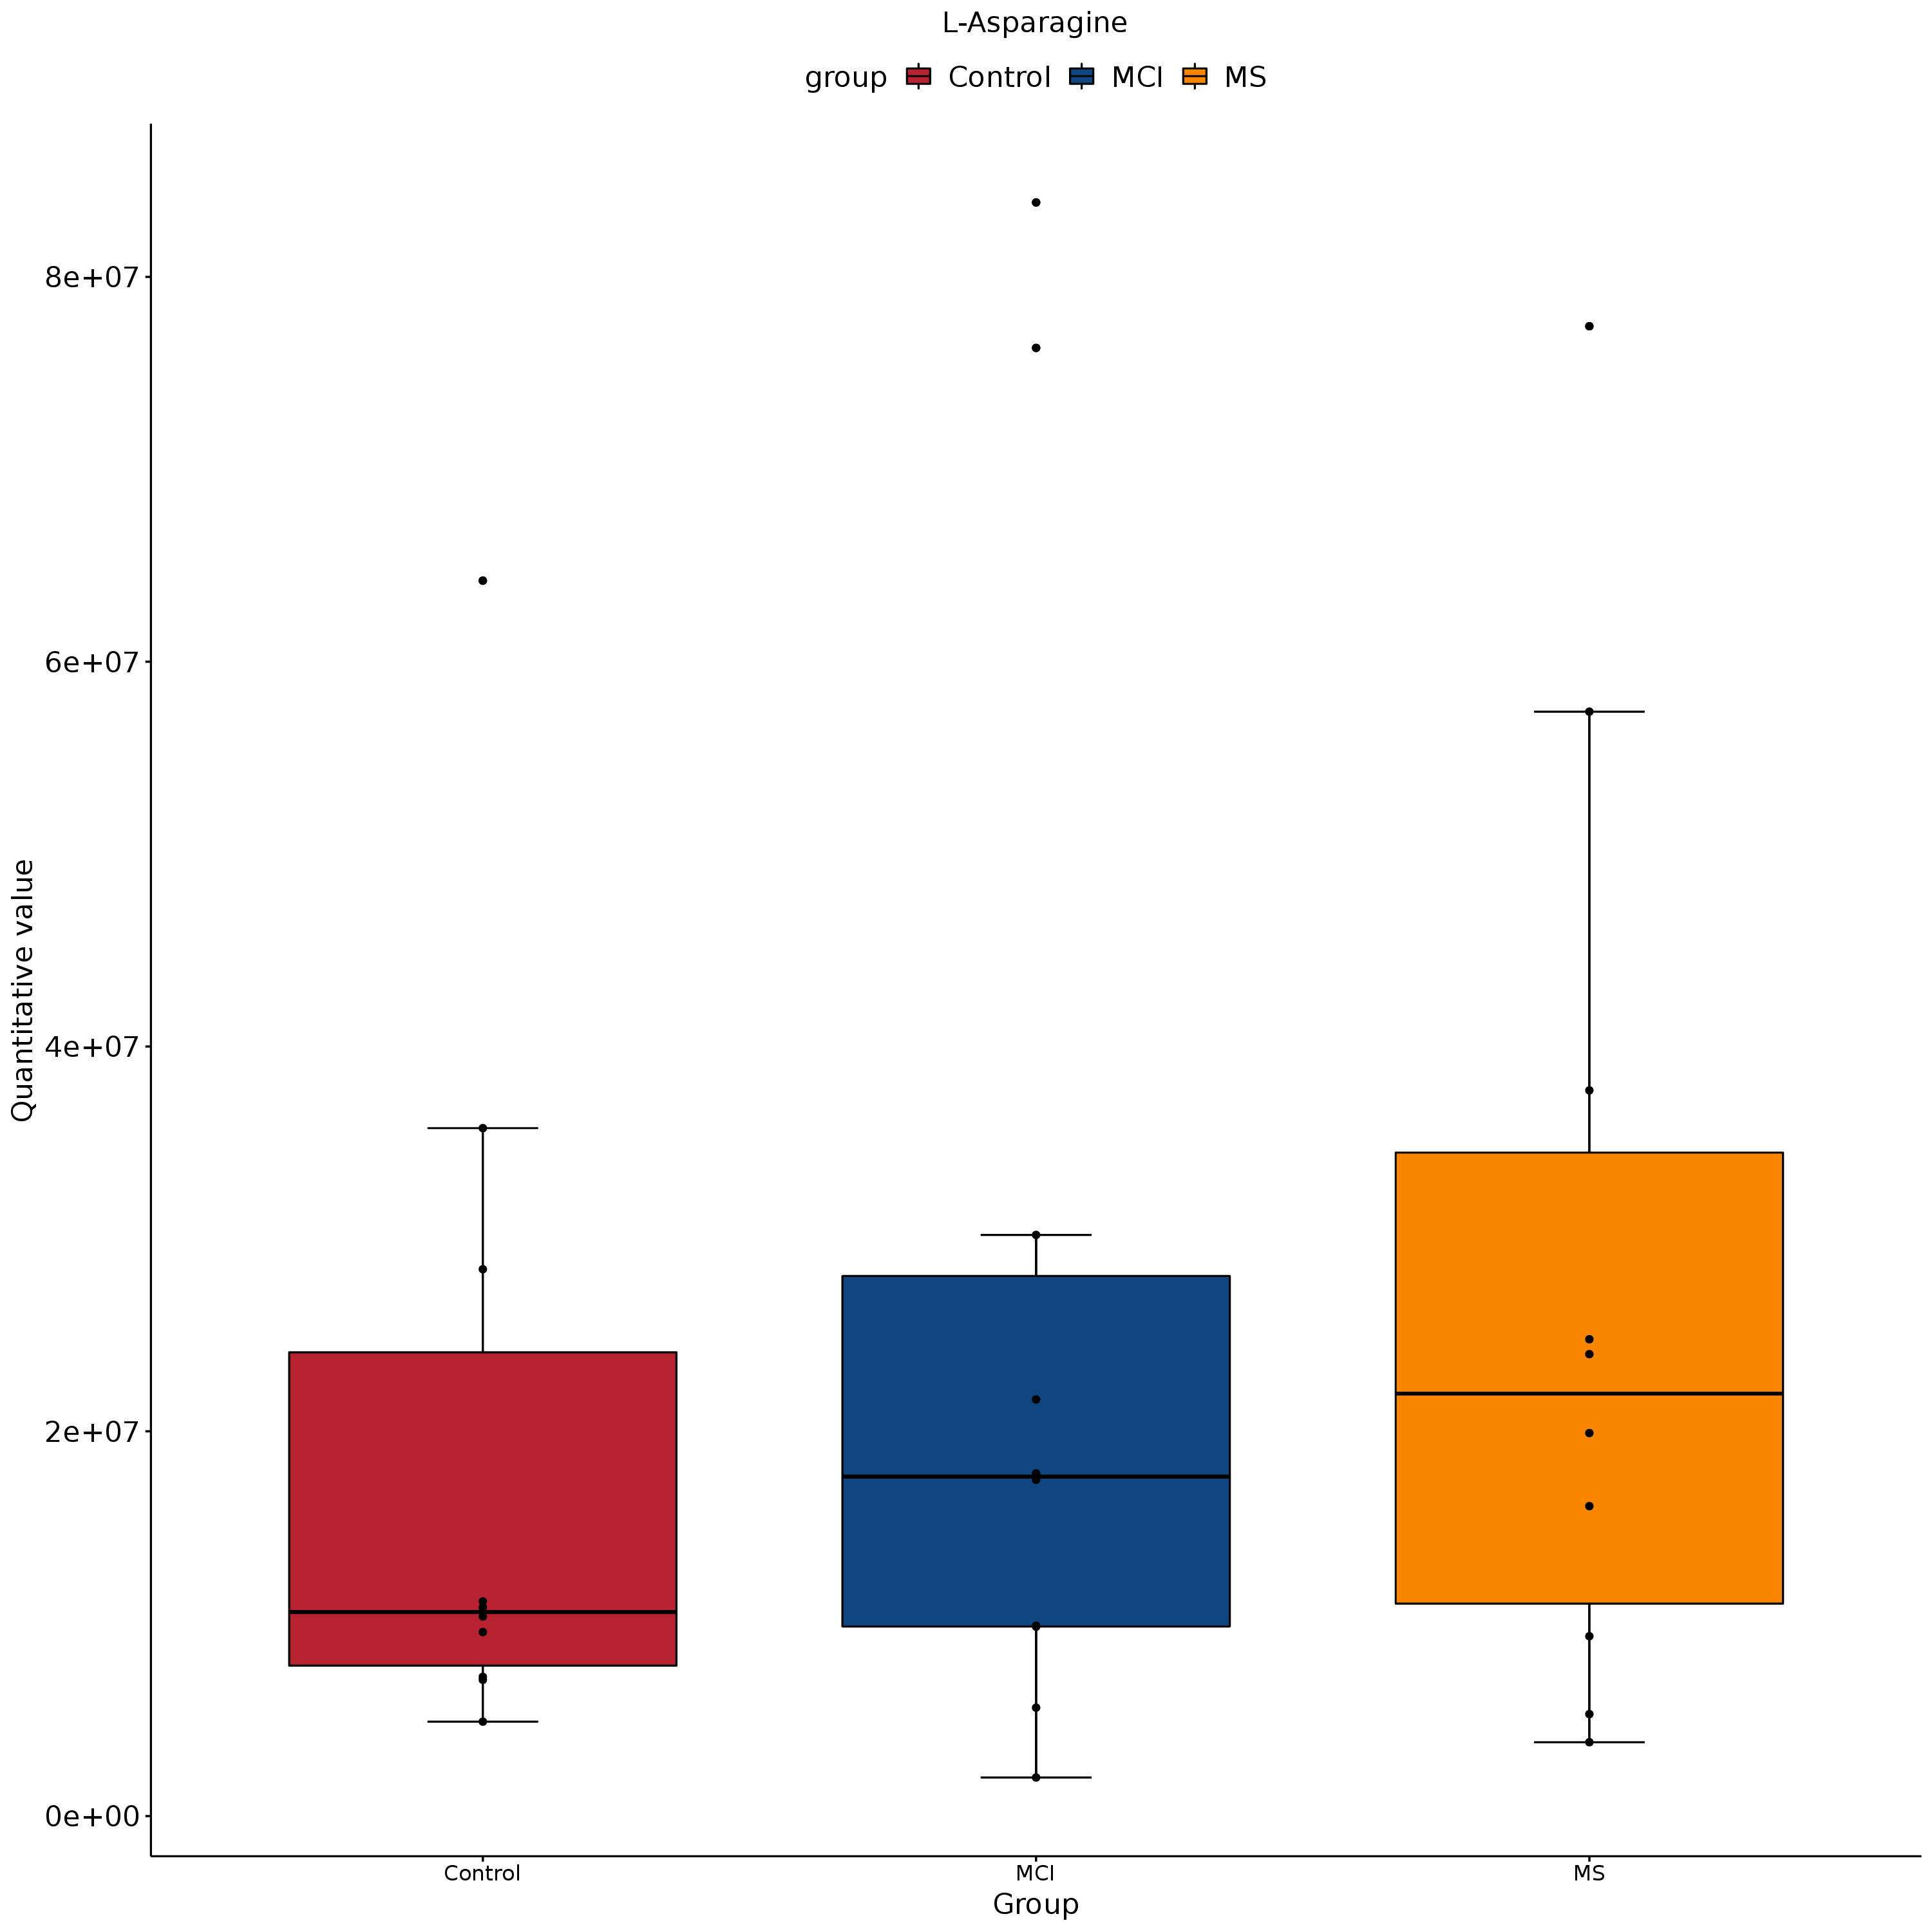 L-Asparagine
group Control MCI MS
8e+07
6e+07
4e+07
2e+07
0e+00
Quantitative value
Control MCI MS
Group